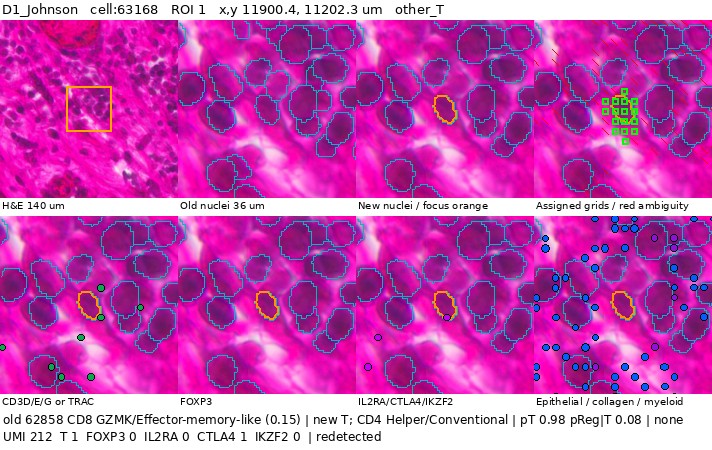 D1_Johnson cell:63168 ROI 1 x,y 11900.4, 11202.3 um other_T
H&E 140 um
Old nuclei 36 um
New nuclei / focus orange
Assigned grids / red ambiguity
CD3D/E/G or TRAC
FOXP3
IL2RA/CTLA4/IKZF2
Epithelial / collagen / myeloid
old 62858 CD8 GZMK/Effector-memory-like (0.15) | new T; CD4 Helper/Conventional | pT 0.98 pReg|T 0.08 | none
UMI 212 T 1 FOXP3 0 IL2RA 0 CTLA4 1 IKZF2 0 | redetected